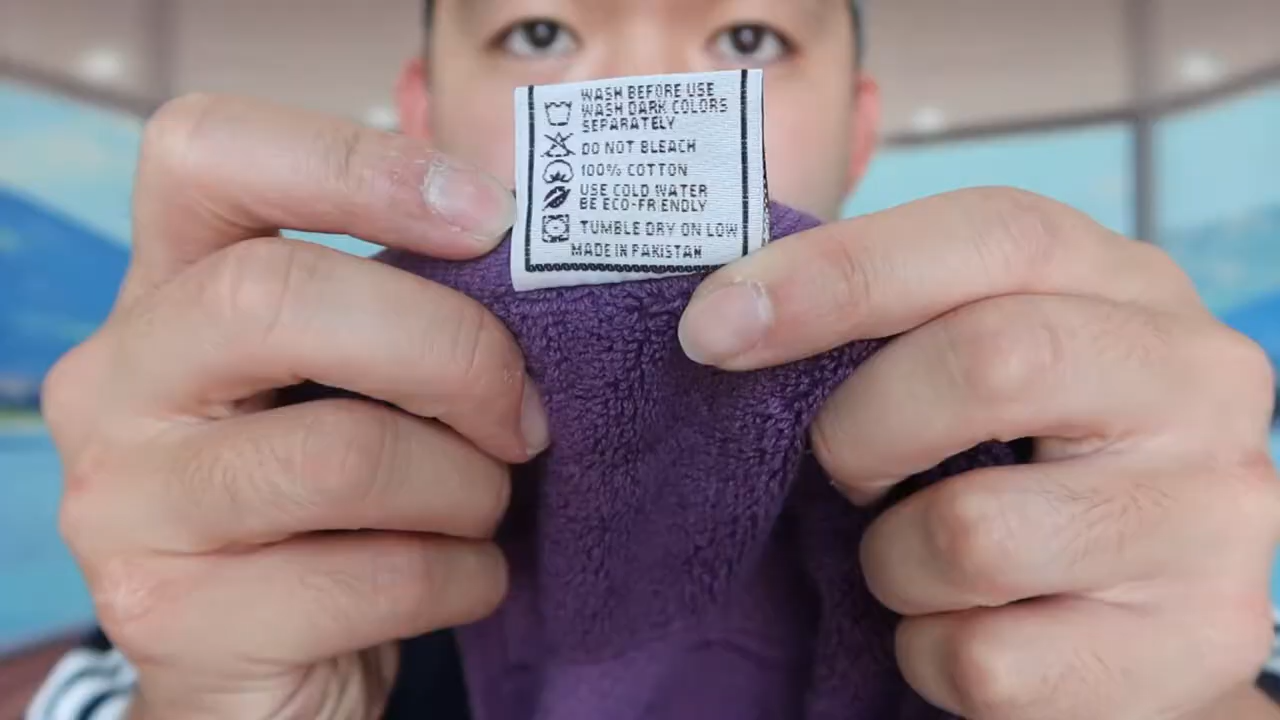 WASH BEFORE USE
WASH DARK COLORS
SEPARATELY
DO NOT BLEACH
100% COTTON
USE COLD WATER
BE ECO-FRIENDLY
TUMBLE DRY ON LOW
MADE IN PAKISTAN